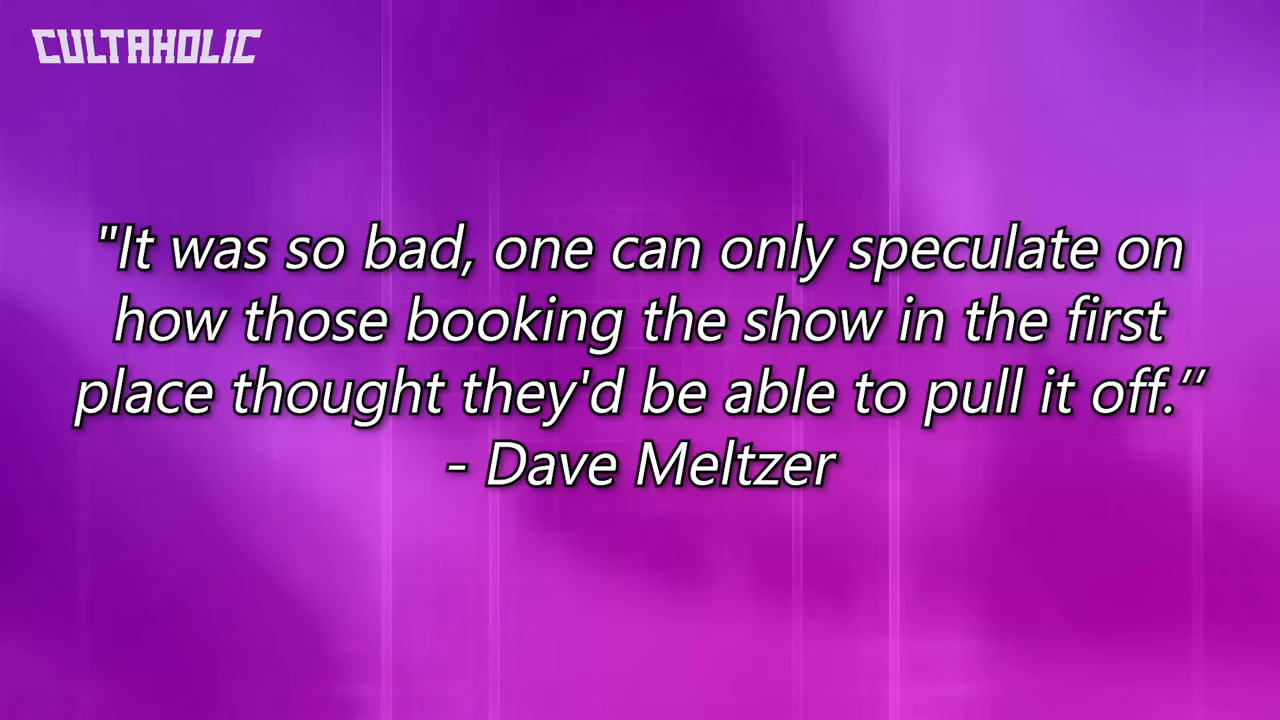 CULTAHOLIC
"It was so bad, one can only speculate on
how those booking the show in the first
place thought they'd be able to pull it off.’’
- Dave Meltzer